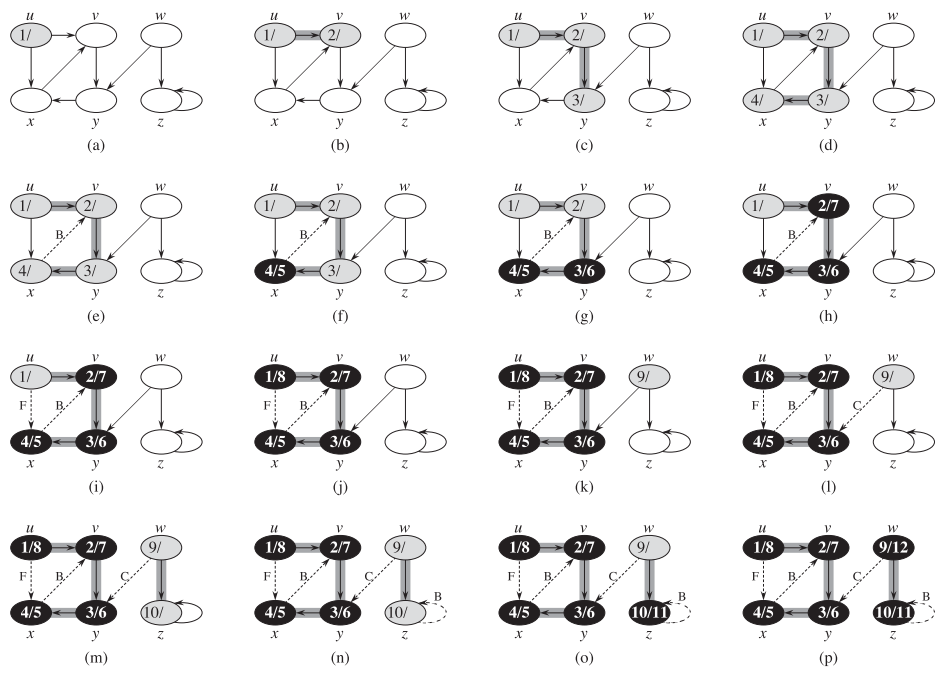 u v w u v w u v w u v w
1/ 1/ 2/ 1/ 2/ 1/ 2/
3/ 4/ 3/
x y z x y z x y z x y z
(a) (b) (c) (d)
u v w u v w u v w u v w
1/ 2/ 1/ 2/ 1/ 2/ 1/ 2/7
B B B B
4/ 3/ 4/5 3/ 4/5 3/6 4/5 3/6
x y z x y z x y z x y z
(e) (f) (g) (h)
u v w u v w u v w u v w
1/ 2/7 1/8 2/7 1/8 2/7 9/ 1/8 2/7 9/
F B F B F B F B C
4/5 3/6 4/5 3/6 4/5 3/6 4/5 3/6
x y z x y z x y z x y z
(i) (j) (k) (l)
u v w u v w u v w u v w
1/8 2/7 9/ 1/8 2/7 9/ 1/8 2/7 9/ 1/8 2/7 9/12
F B C F B C B F B C B F B C B
4/5 3/6 10/ 4/5 3/6 10/ 4/5 3/6 10/11 4/5 3/6 10/11
x y z x y z x y z x y z
(m) (n) (o) (p)